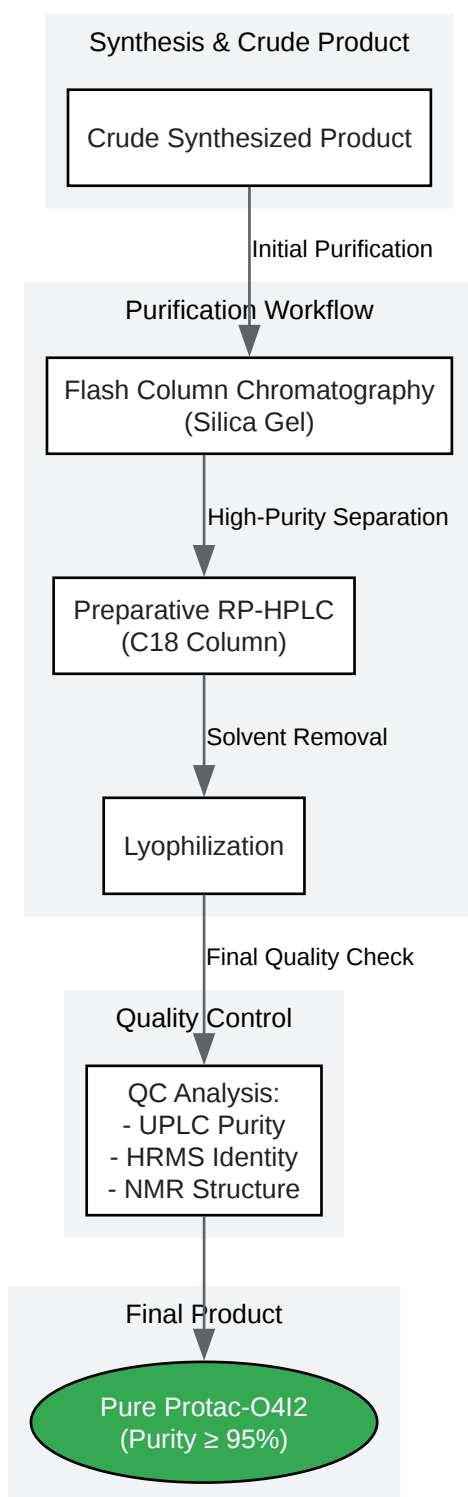 Synthesis & Crude Product
Crude Synthesized Product
Initial Purification
Purification Workflow
Flash Column Chromatography
(Silica Gel)
High-Purity Separation
Preparative RP-HPLC
(C18 Column)
Solvent Removal
Lyophilization
Final Quality Check
Quality Control
QC Analysis:
- UPLC Purity
- HRMS Identity
- NMR Structure
Final Product
Pure Protac-O4I2
(Purity ≥ 95%)